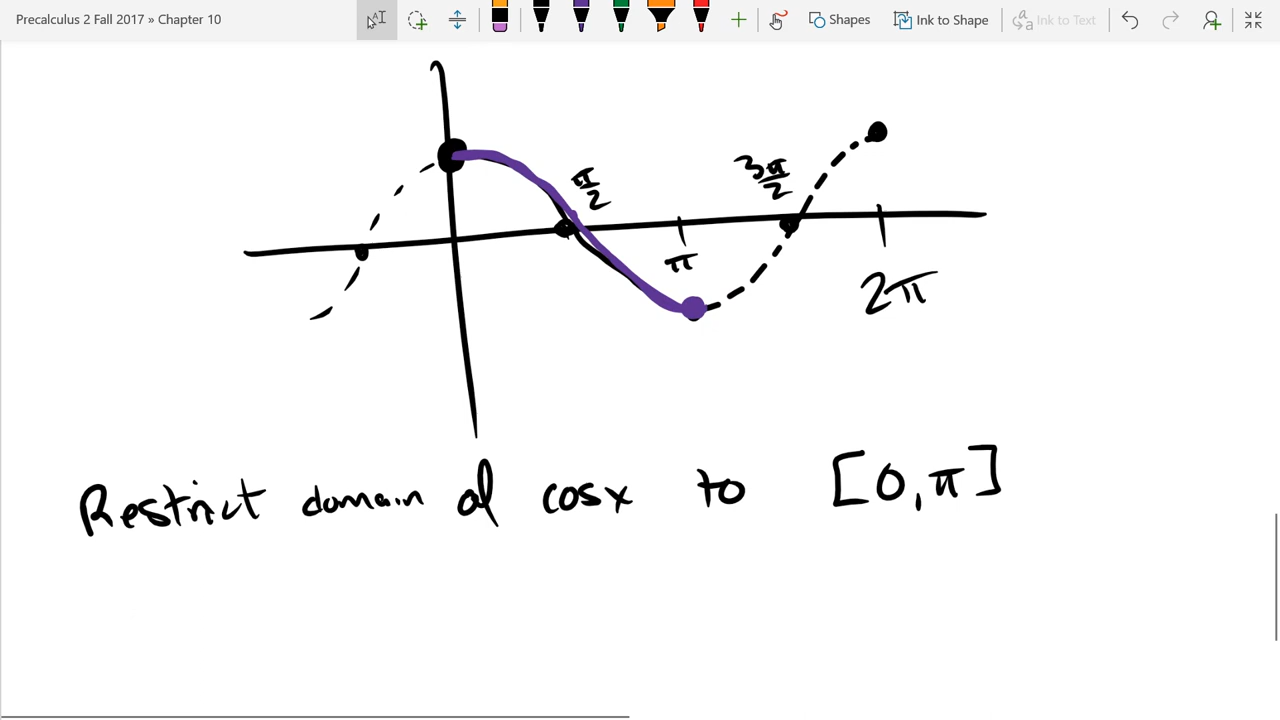 Precalculus 2 Fall 2017 » Chapter 10
Shapes
Ink to Shape
Ink to Text
π/2
3π/2
π
2π
Restrict domain of cosx to [0,π]